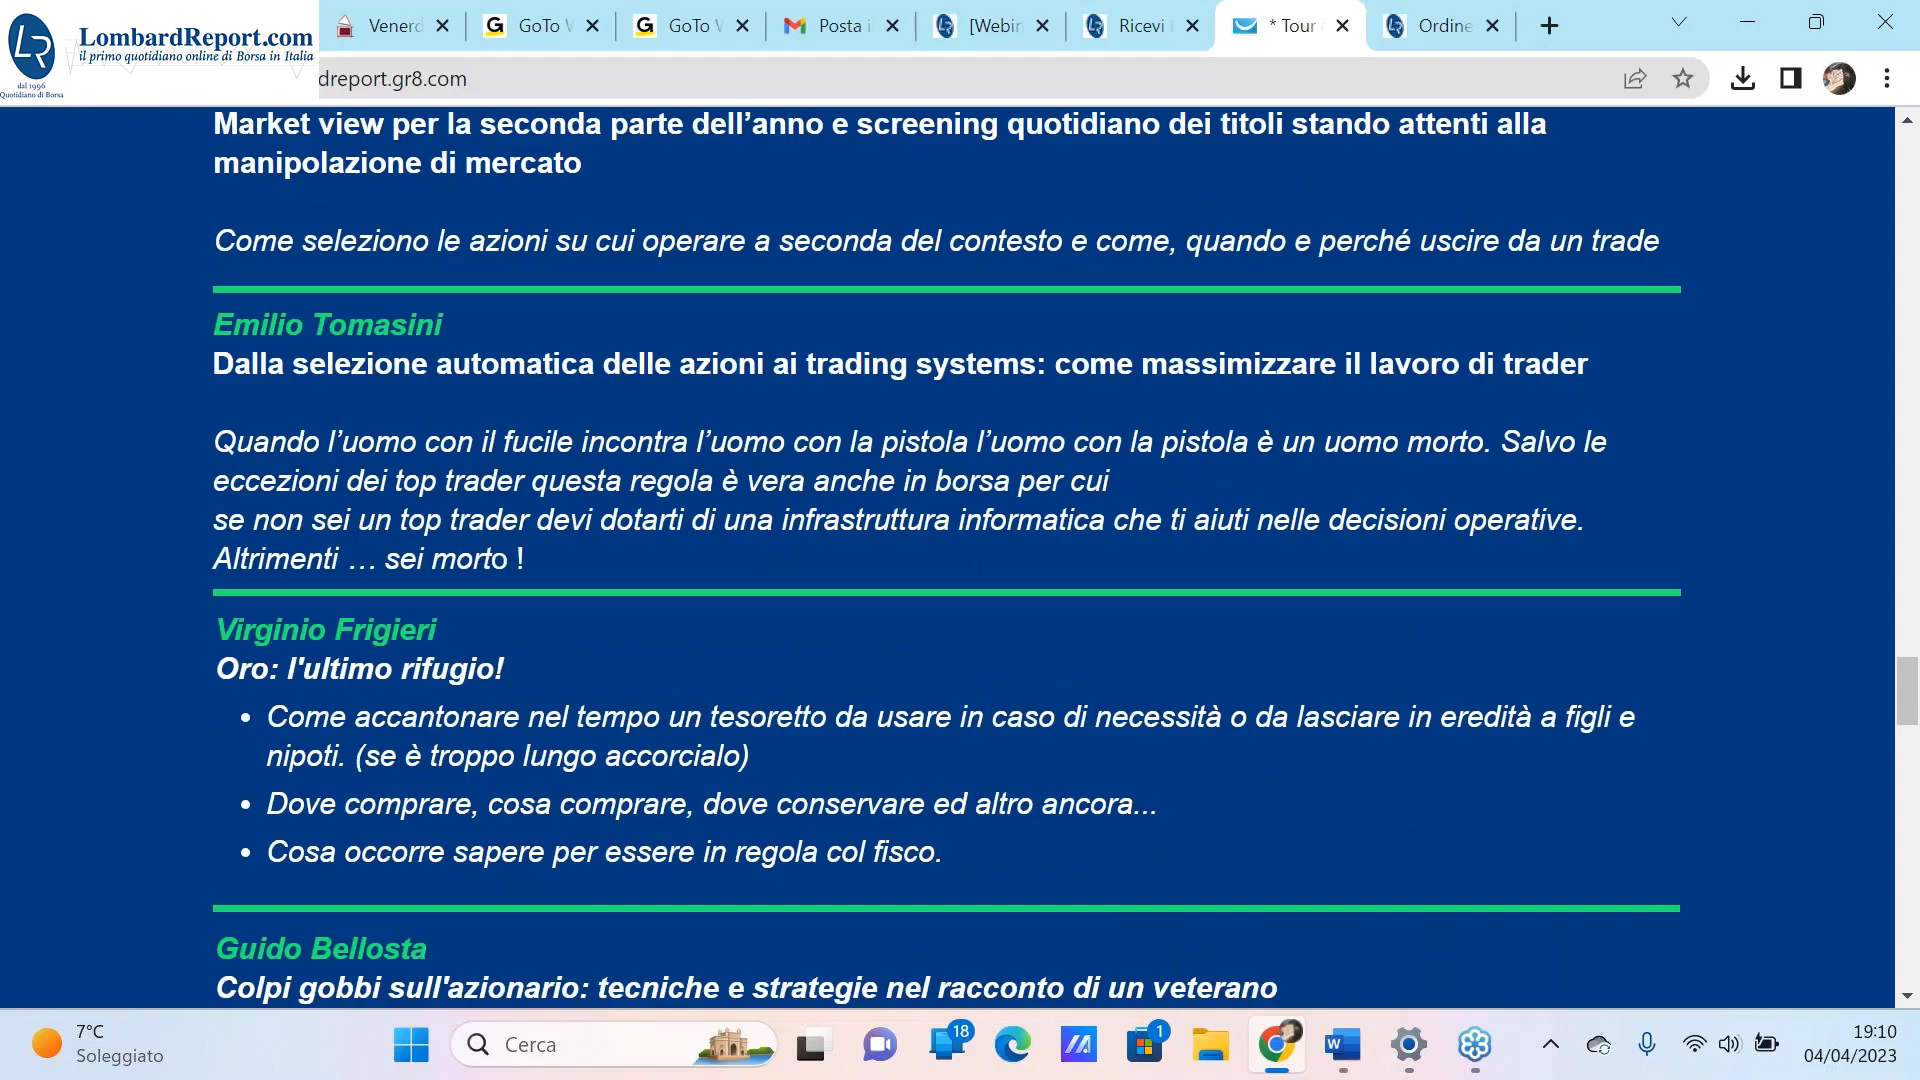 LombardReport.com
il primo quotidiano online di Borsa in Italia
dal 1996
Quotidiano di Borsa
Venerd
GoTo W
GoTo W
Posta i
[Webin
Ricevi
* Tour
Ordine
dreport.gr8.com
Market view per la seconda parte dell’anno e screening quotidiano dei titoli stando attenti alla
manipolazione di mercato
Come seleziono le azioni su cui operare a seconda del contesto e come, quando e perché uscire da un trade
Emilio Tomasini
Dalla selezione automatica delle azioni ai trading systems: come massimizzare il lavoro di trader
Quando l’uomo con il fucile incontra l’uomo con la pistola l’uomo con la pistola è un uomo morto. Salvo le
eccezioni dei top trader questa regola è vera anche in borsa per cui
se non sei un top trader devi dotarti di una infrastruttura informatica che ti aiuti nelle decisioni operative.
Altrimenti … sei morto !
Virginio Frigieri
Oro: l'ultimo rifugio!
• Come accantonare nel tempo un tesoretto da usare in caso di necessità o da lasciare in eredità a figli e
nipoti. (se è troppo lungo accorcialo)
• Dove comprare, cosa comprare, dove conservare ed altro ancora...
• Cosa occorre sapere per essere in regola col fisco.
Guido Bellosta
Colpi gobbi sull'azionario: tecniche e strategie nel racconto di un veterano
7°C
Soleggiato
Cerca
18
1
19:10
04/04/2023